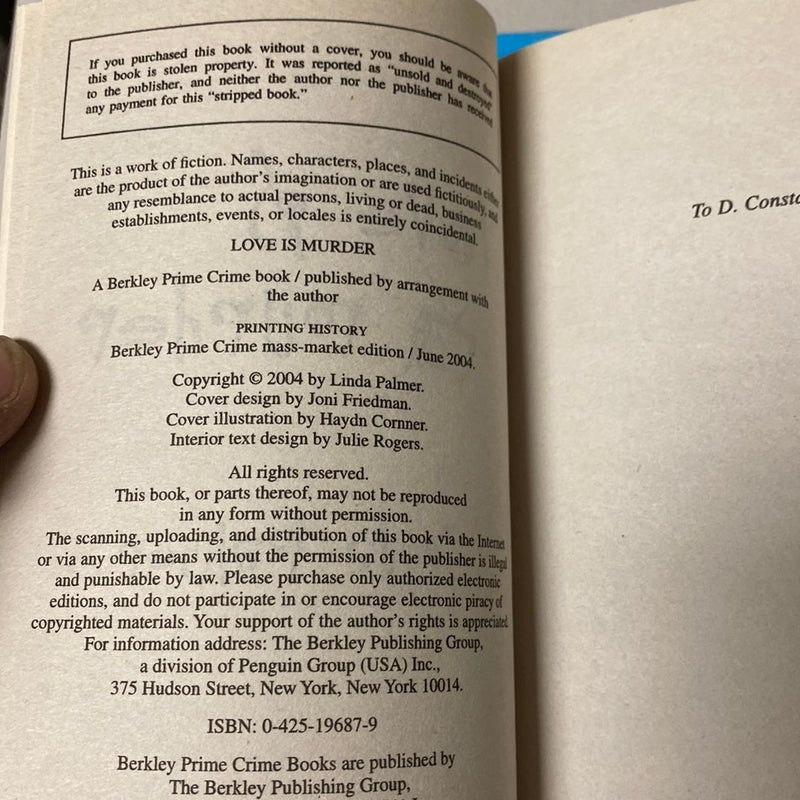 If you purchased this book without a cover, you should be aware the
this book is stolen property. It was reported as "unsold and destroyed
to the publisher, and neither the author nor the publisher has received
any payment for this "stripped book."
This is a work of fiction. Names, characters, places, and incidents either
are the product of the author's imagination or are used fictitiously, and
any resemblance to actual persons, living or dead, business
establishments, events, or locales is entirely coincidental.
LOVE IS MURDER
A Berkley Prime Crime book / published by arrangement with
the author
PRINTING HISTORY
Berkley Prime Crime mass-market edition / June 2004.
Copyright © 2004 by Linda Palmer.
Cover design by Joni Friedman.
Cover illustration by Haydn Cornner.
Interior text design by Julie Rogers.
All rights reserved.
This book, or parts thereof, may not be reproduced
in any form without permission.
The scanning, uploading, and distribution of this book via the Internet
or via any other means without the permission of the publisher is illegal
and punishable by law. Please purchase only authorized electronic
editions, and do not participate in or encourage electronic piracy of
copyrighted materials. Your support of the author's rights is appreciated.
For information address: The Berkley Publishing Group,
a division of Penguin Group (USA) Inc.,
375 Hudson Street, New York, New York 10014.
ISBN: 0-425-19687-9
Berkley Prime Crime Books are published by
The Berkley Publishing Group,
To D. Consta